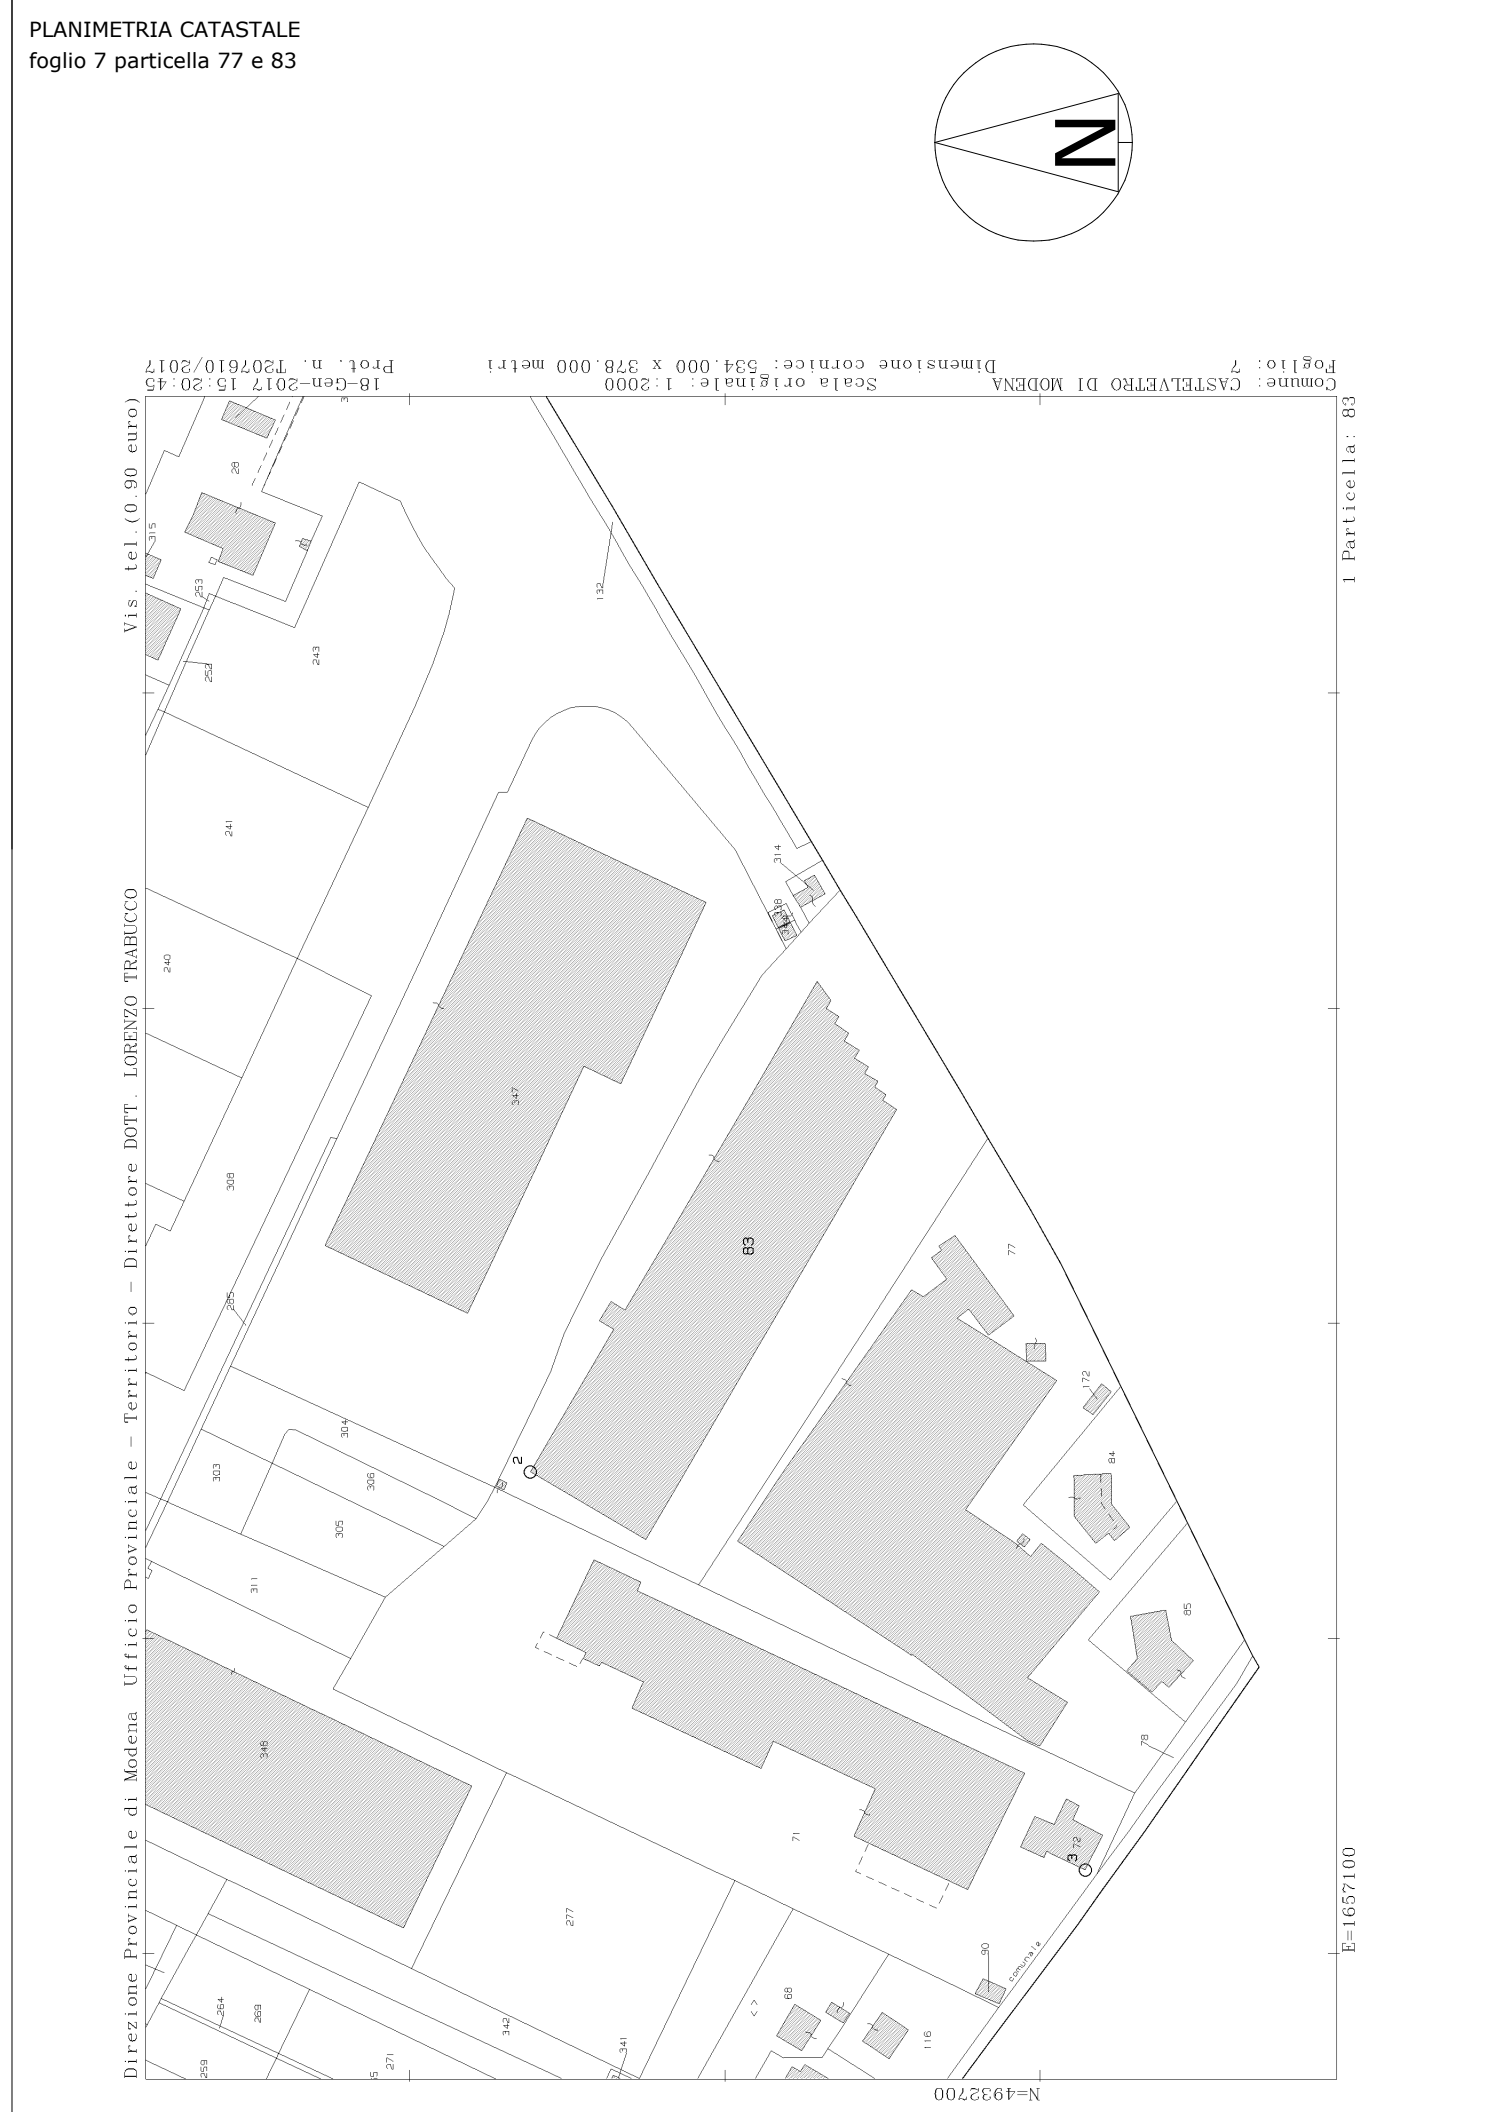 PLANIMETRIA CATASTALE
foglio 7 particella 77 e 83
N
Comune: CASTELVETRO DI MODENA
Foglio: 7
Scala originale: 1:2000
Dimensione cornice: 534.000 x 378.000 metri
18-Gen-2017 15:20:45
Prot. n. T207610/2017
Direzione Provinciale di Modena Ufficio Provinciale - Territorio - Direttore DOTT. LORENZO TRABUCCO
Vis. tel.(0.90 euro)
1 Particella: 83
E=1657100
N=4932700
3
28
315
253
252
243
132
241
314
338
240
347
308
83
77
265
172
304
303
306
305
84
2
311
85
348
78
71
72
3
277
90
comunale
68
<>
264
269
342
116
341
271
259